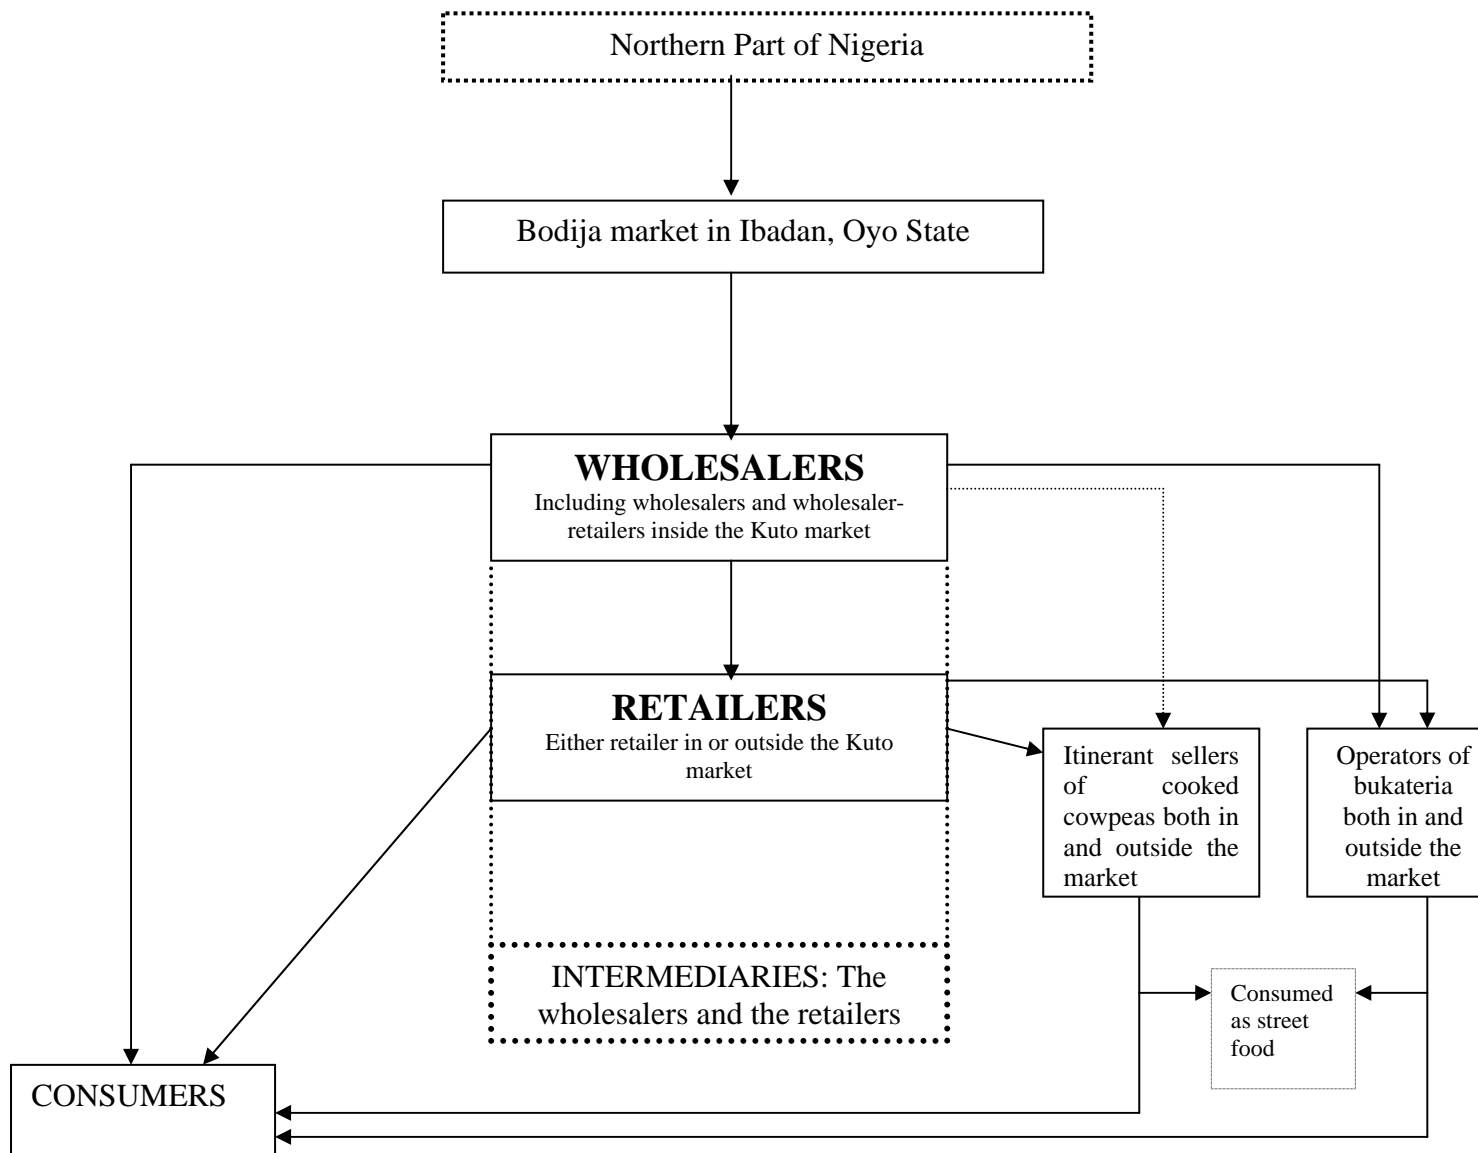 Northern Part of Nigeria
Bodija market in Ibadan, Oyo State
WHOLESALERS
Including wholesalers and wholesaler-
retailers inside the Kuto market
RETAILERS
Either retailer in or outside the Kuto
market
Itinerant sellers
of cooked
cowpeas both in
and outside the
market
Operators of
bukateria
both in and
outside the
market
INTERMEDIARIES: The
wholesalers and the retailers
Consumed
as street
food
CONSUMERS